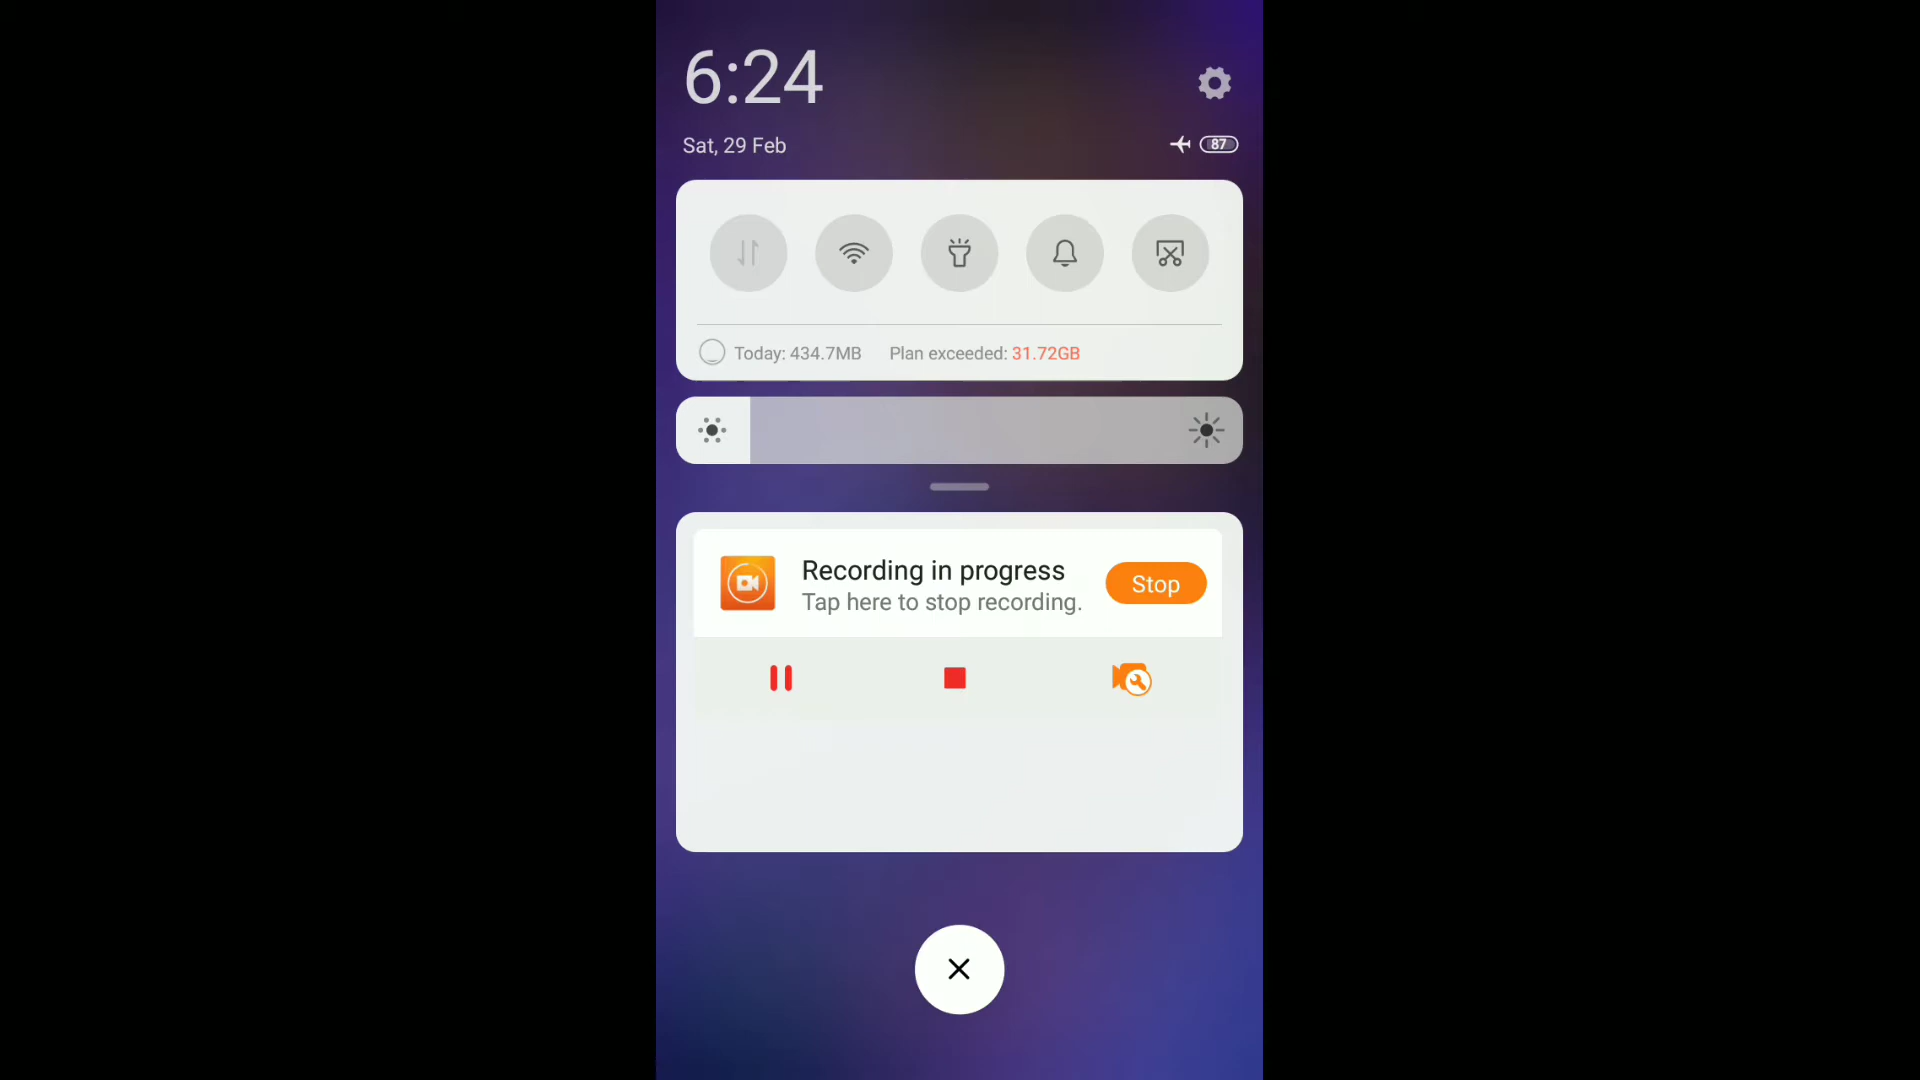 6:24
Sat, 29 Feb
87
Today: 434.7MB Plan exceeded: 31.72GB
Recording in progress
Stop
Tap here to stop recording.